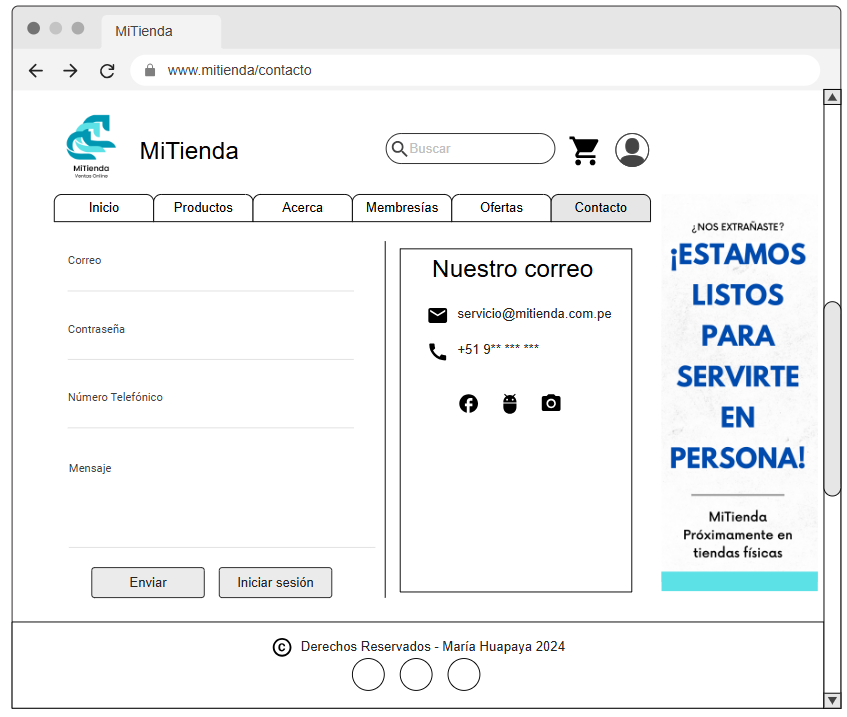 MiTienda
www.mitienda/contacto
MiTienda
Ventas Online
MiTienda
Buscar
Inicio
Productos
Acerca
Membresías
Ofertas
Contacto
Correo
Contraseña
Número Telefónico
Mensaje
Enviar
Iniciar sesión
Nuestro correo
servicio@mitienda.com.pe
+51 9** *** ***
¿NOS EXTRAÑASTE?
¡ESTAMOS
LISTOS
PARA
SERVIRTE
EN
PERSONA!
MiTienda
Próximamente en
tiendas físicas
© Derechos Reservados - María Huapaya 2024